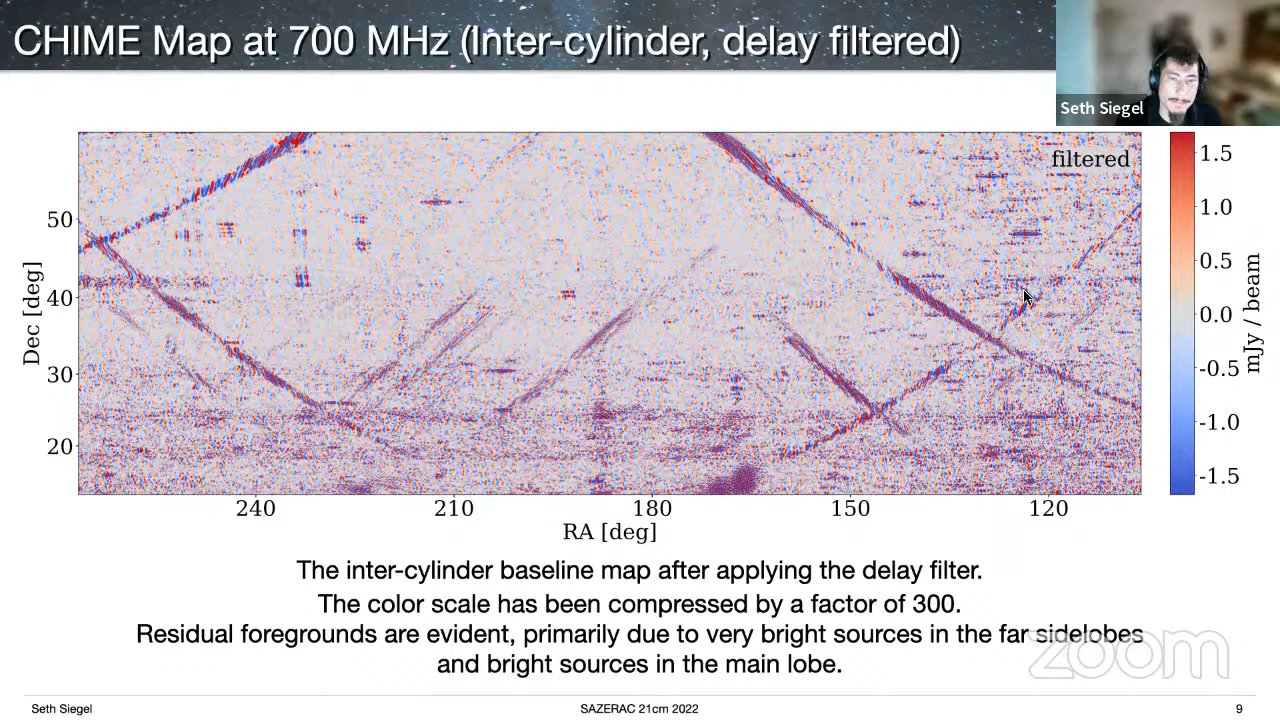 CHIME Map at 700 MHz (Inter-cylinder, delay filtered)
Seth Siegel
filtered
1.5
1.0
0.5
0.0
-0.5
-1.0
-1.5
mJy / beam
50
40
30
20
Dec [deg]
240
210
180
150
120
RA [deg]
The inter-cylinder baseline map after applying the delay filter.
The color scale has been compressed by a factor of 300.
Residual foregrounds are evident, primarily due to very bright sources in the far sidelobes
and bright sources in the main lobe.
zoom
Seth Siegel
SAZERAC 21cm 2022
9